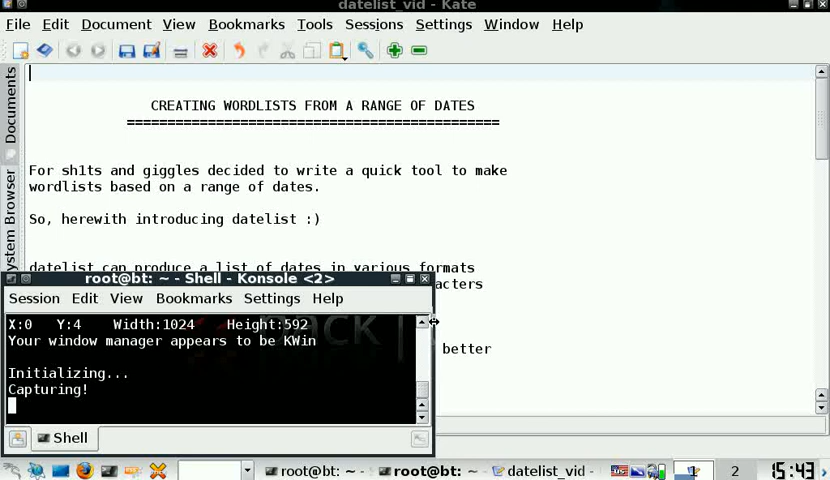 datelist_vid - Kate
Session Edit Document View Bookmarks Tools Sessions Settings Window Help
Documents
ystem Browser
CREATING WORDLISTS FROM A RANGE OF DATES
==============================================
For sh1ts and giggles decided to write a quick tool to make
wordlists based on a range of dates.
So, herewith introducing datelist :)
datelist can produce a list of dates in various formats
acters
better
root@bt: ~ - Shell - Konsole <2>
Session Edit View Bookmarks Settings Help
X:0 Y:4 Width:1024 Height:592
Your window manager appears to be KWin
Initializing...
Capturing!
Shell
root@bt: ~ - root@bt: ~ - datelist_vid - 2 15:43